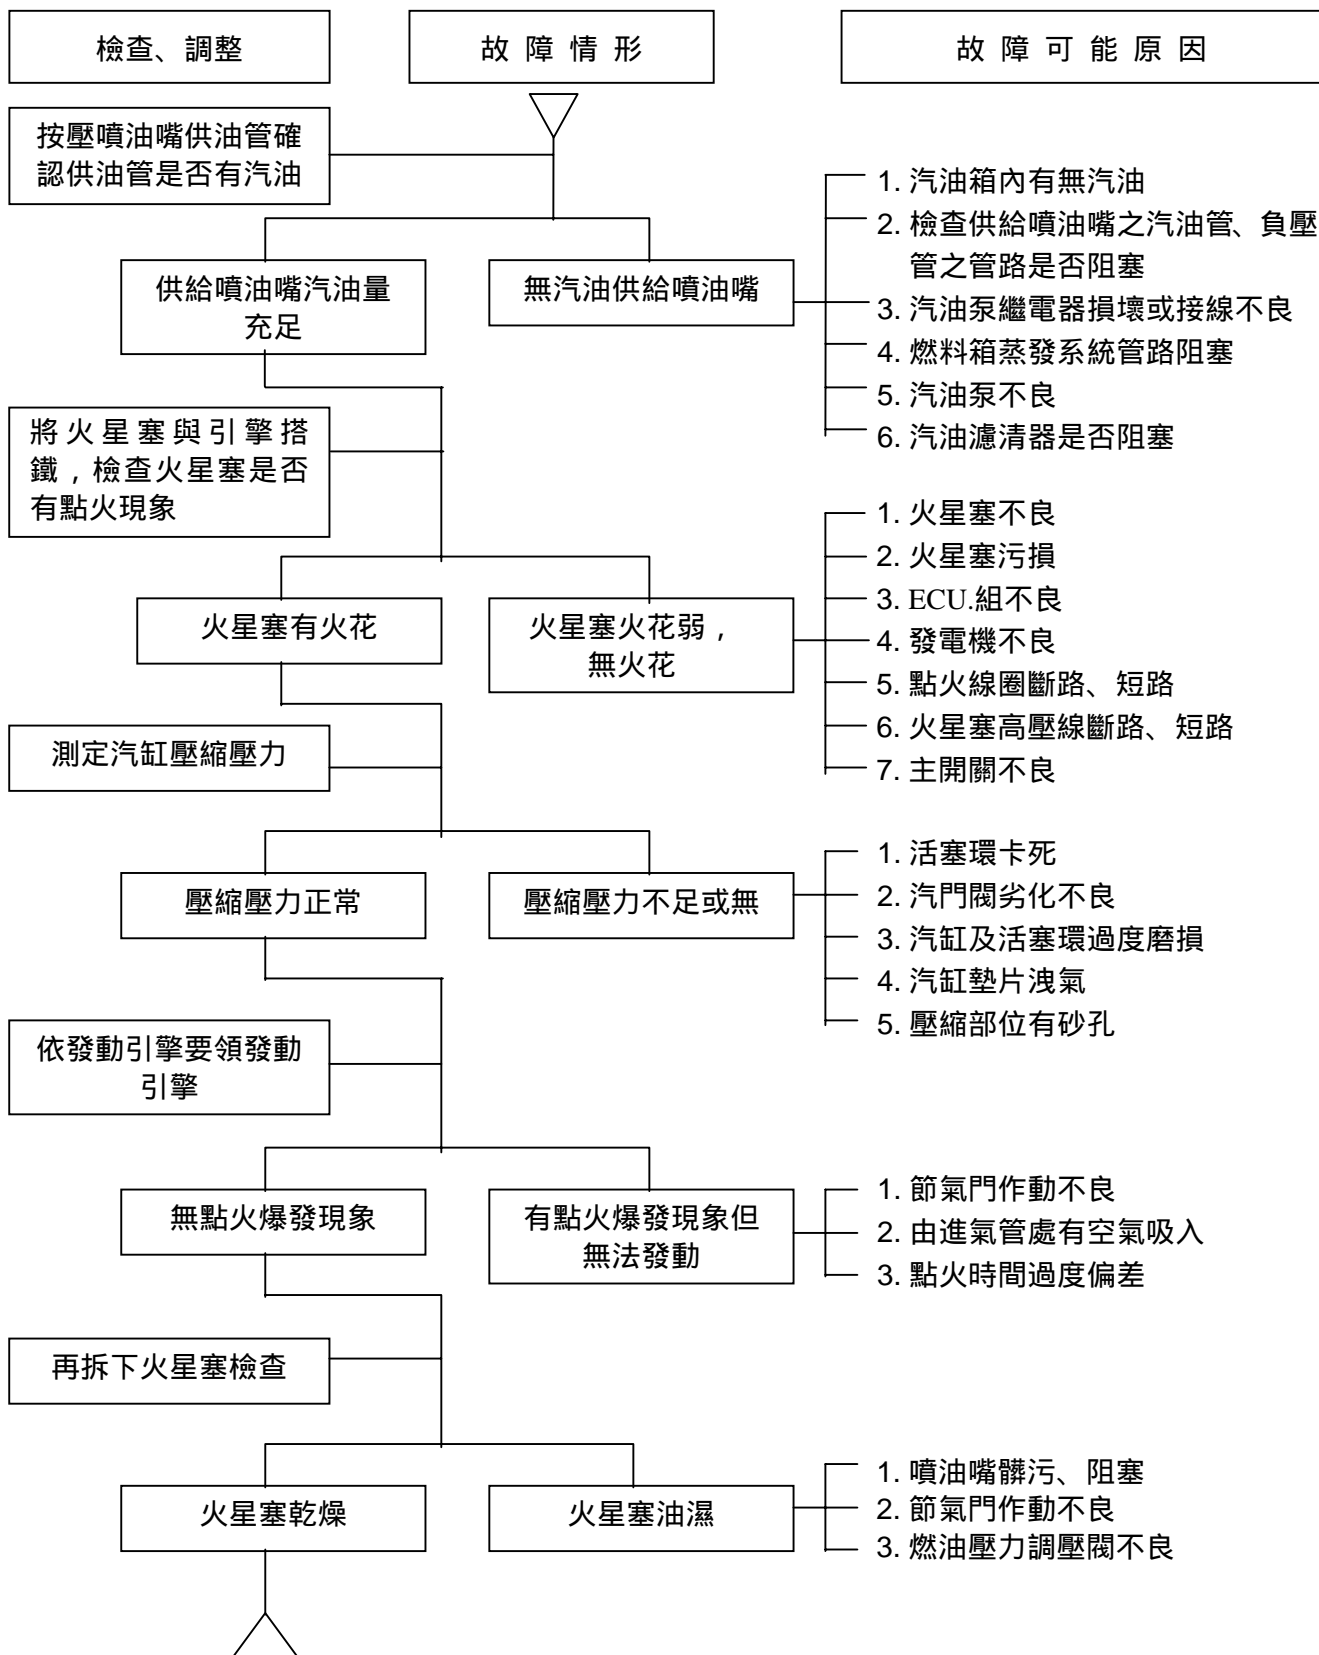 檢查、調整
故障情形
故障可能原因
按壓噴油嘴供油管確
認供油管是否有汽油
供給噴油嘴汽油量
充足
無汽油供給噴油嘴
1. 汽油箱內有無汽油
2. 檢查供給噴油嘴之汽油管、負壓
管之管路是否阻塞
3. 汽油泵繼電器損壞或接線不良
4. 燃料箱蒸發系統管路阻塞
5. 汽油泵不良
6. 汽油濾清器是否阻塞
將火星塞與引擎搭
鐵，檢查火星塞是否
有點火現象
火星塞有火花
火星塞火花弱，
無火花
1. 火星塞不良
2. 火星塞污損
3. ECU.組不良
4. 發電機不良
5. 點火線圈斷路、短路
6. 火星塞高壓線斷路、短路
7. 主開關不良
測定汽缸壓縮壓力
壓縮壓力正常
壓縮壓力不足或無
1. 活塞環卡死
2. 汽門閥劣化不良
3. 汽缸及活塞環過度磨損
4. 汽缸墊片洩氣
5. 壓縮部位有砂孔
依發動引擎要領發動
引擎
無點火爆發現象
有點火爆發現象但
無法發動
1. 節氣門作動不良
2. 由進氣管處有空氣吸入
3. 點火時間過度偏差
再拆下火星塞檢查
火星塞乾燥
火星塞油濕
1. 噴油嘴髒污、阻塞
2. 節氣門作動不良
3. 燃油壓力調壓閥不良